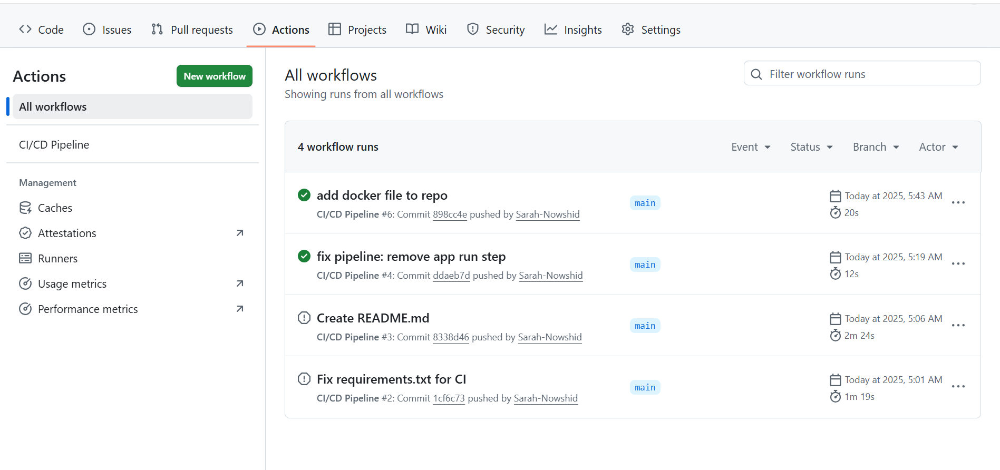 Code Issues Pull requests Actions Projects Wiki Security Insights Settings
Actions
New workflow
All workflows
CI/CD Pipeline
Management
Caches
Attestations
Runners
Usage metrics
Performance metrics
All workflows
Showing runs from all workflows
Filter workflow runs
4 workflow runs
Event Status Branch Actor
add docker file to repo
CI/CD Pipeline #6: Commit 898cc4e pushed by Sarah-Nowshid
main
Today at 2025, 5:43 AM
20s
fix pipeline: remove app run step
CI/CD Pipeline #4: Commit ddaeb7d pushed by Sarah-Nowshid
main
Today at 2025, 5:19 AM
12s
Create README.md
CI/CD Pipeline #3: Commit 8338d46 pushed by Sarah-Nowshid
main
Today at 2025, 5:06 AM
2m 24s
Fix requirements.txt for CI
CI/CD Pipeline #2: Commit 1cf6c73 pushed by Sarah-Nowshid
main
Today at 2025, 5:01 AM
1m 19s